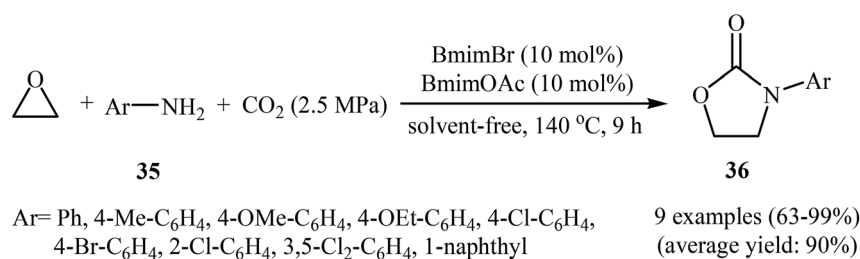 O
+ Ar—NH₂ + CO₂ (2.5 MPa)
BmimBr (10 mol%)
BmimOAc (10 mol%)
solvent-free, 140 °C, 9 h
O
O N Ar
35
36
Ar= Ph, 4-Me-C₆H₄, 4-OMe-C₆H₄, 4-OEt-C₆H₄, 4-Cl-C₆H₄,
4-Br-C₆H₄, 2-Cl-C₆H₄, 3,5-Cl₂-C₆H₄, 1-naphthyl
9 examples (63-99%)
(average yield: 90%)